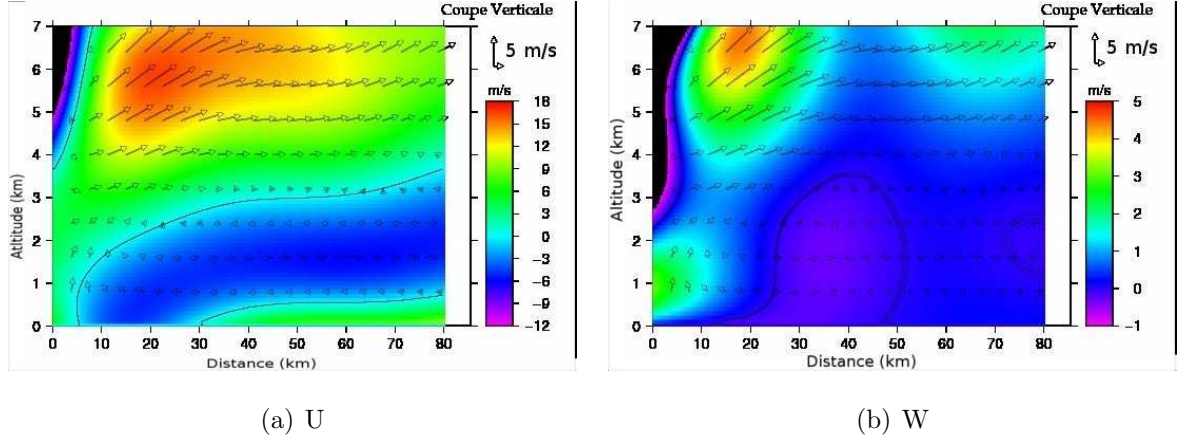 Coupe Verticale
5 m/s
m/s
18
15
12
9
6
3
0
−3
−6
−9
−12
7
6
5
4
3
2
1
0
Atltitude (km)
0 10 20 30 40 50 60 70 80
Distance (km)
(a) U
Coupe Verticale
5 m/s
m/s
5
4
3
2
1
0
−1
7
6
5
4
3
2
1
0
Altitude (km)
0 10 20 30 40 50 60 70 80
Distance (km)
(b) W